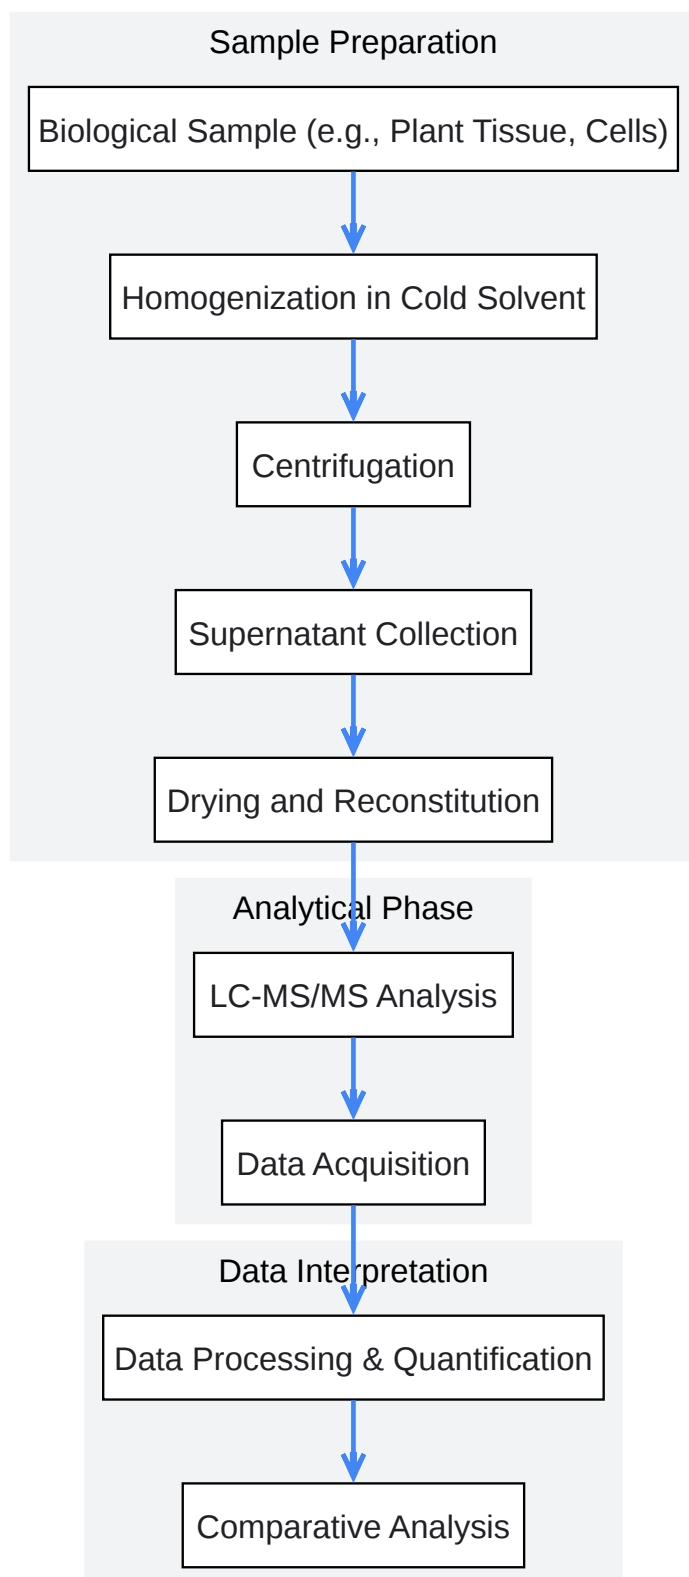 Sample Preparation
Biological Sample (e.g., Plant Tissue, Cells)
Homogenization in Cold Solvent
Centrifugation
Supernatant Collection
Drying and Reconstitution
Analytical Phase
LC-MS/MS Analysis
Data Acquisition
Data Interpretation
Data Processing & Quantification
Comparative Analysis